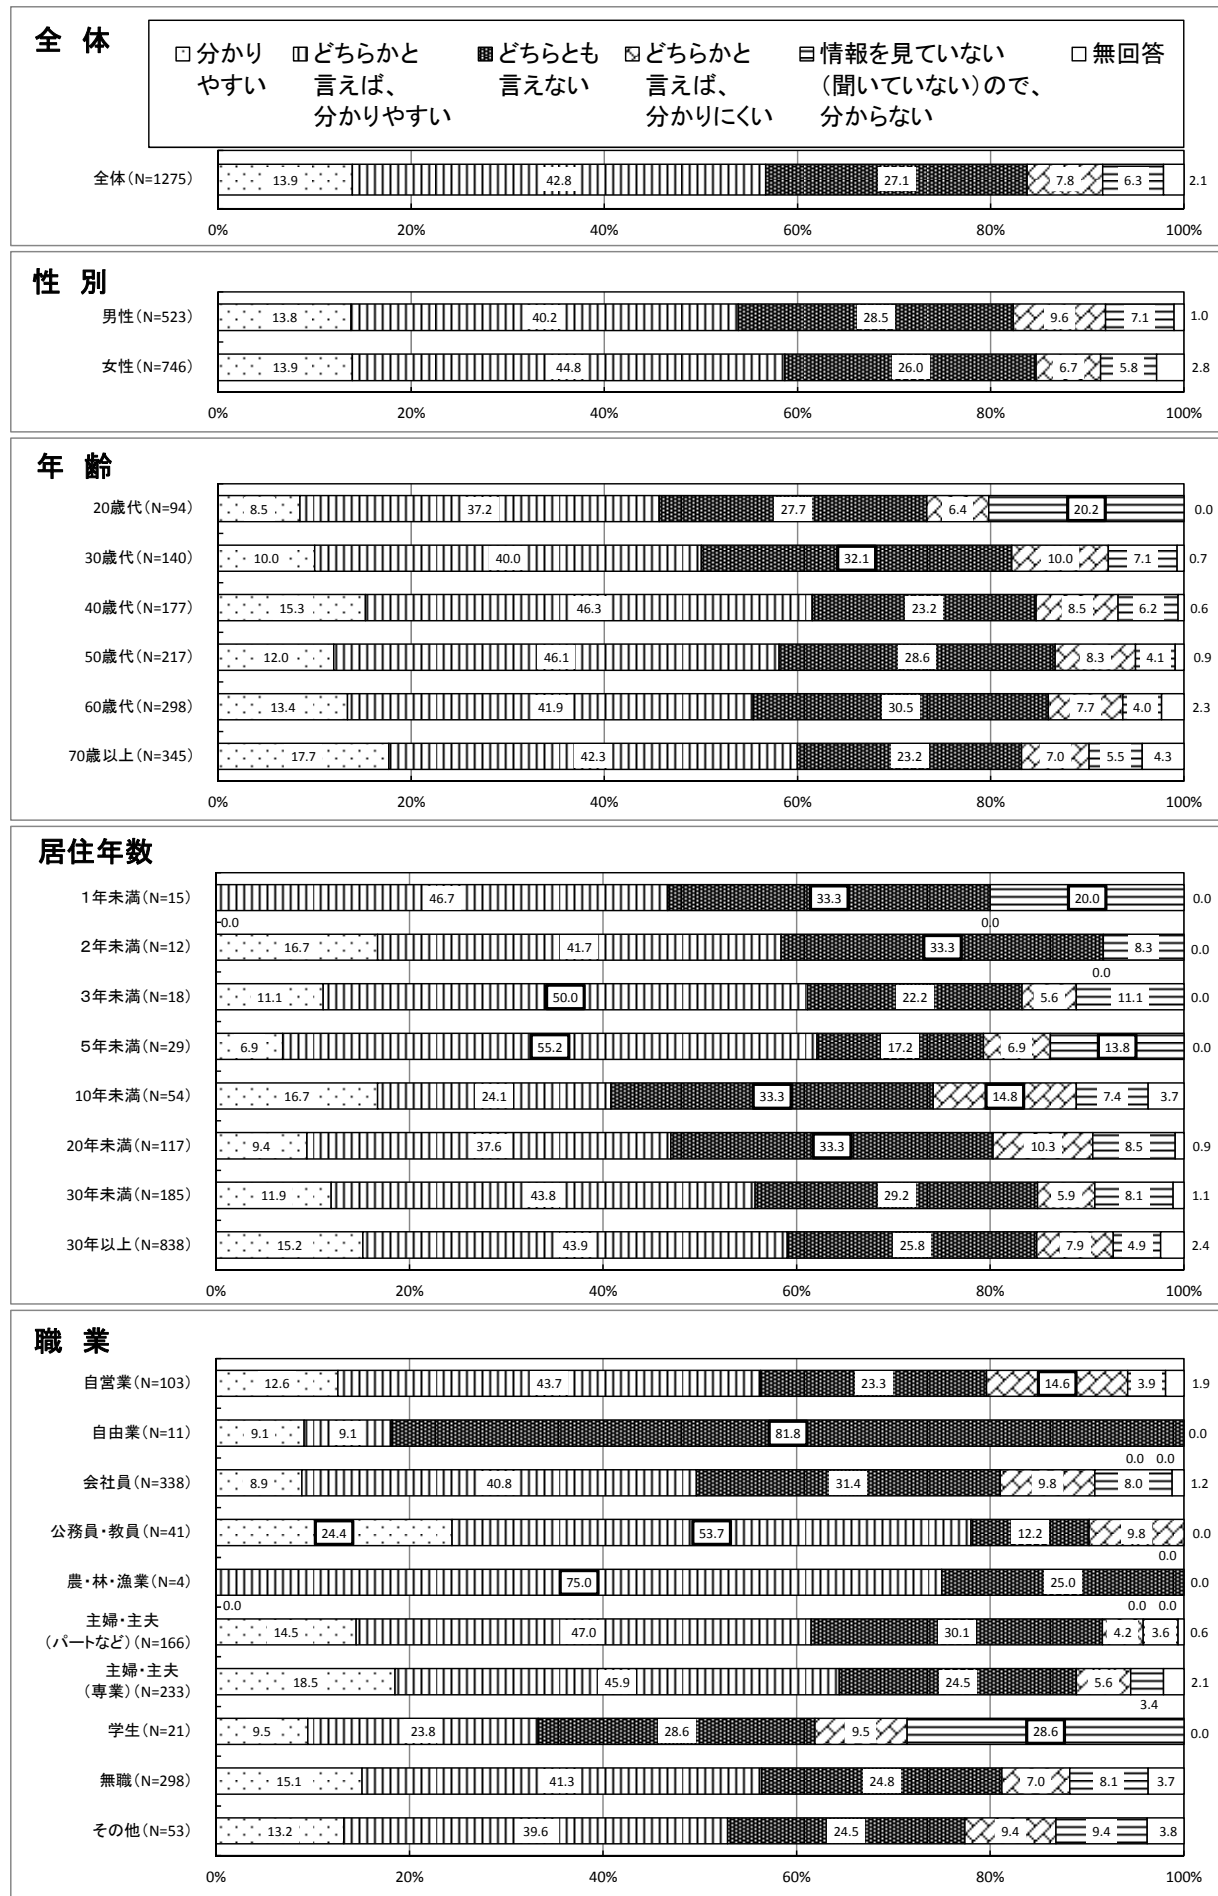 全 体
分かりやすい
どちらかと言えば、分かりやすい
どちらとも言えない
どちらかと言えば、分かりにくい
情報を見ていない(聞いていない)ので、分からない
無回答
全体(N=1275) 13.9 42.8 27.1 7.8 6.3 2.1
0% 20% 40% 60% 80% 100%
性 別
男性(N=523) 13.8 40.2 28.5 9.6 7.1 1.0
女性(N=746) 13.9 44.8 26.0 6.7 5.8 2.8
0% 20% 40% 60% 80% 100%
年 齢
20歳代(N=94) 8.5 37.2 27.7 6.4 20.2 0.0
30歳代(N=140) 10.0 40.0 32.1 10.0 7.1 0.7
40歳代(N=177) 15.3 46.3 23.2 8.5 6.2 0.6
50歳代(N=217) 12.0 46.1 28.6 8.3 4.1 0.9
60歳代(N=298) 13.4 41.9 30.5 7.7 4.0 2.3
70歳以上(N=345) 17.7 42.3 23.2 7.0 5.5 4.3
0% 20% 40% 60% 80% 100%
居住年数
1年未満(N=15) 46.7 33.3 20.0 0.0
0.0 0.0
2年未満(N=12) 16.7 41.7 33.3 8.3 0.0
0.0
3年未満(N=18) 11.1 50.0 22.2 5.6 11.1 0.0
5年未満(N=29) 6.9 55.2 17.2 6.9 13.8 0.0
10年未満(N=54) 16.7 24.1 33.3 14.8 7.4 3.7
20年未満(N=117) 9.4 37.6 33.3 10.3 8.5 0.9
30年未満(N=185) 11.9 43.8 29.2 5.9 8.1 1.1
30年以上(N=838) 15.2 43.9 25.8 7.9 4.9 2.4
0% 20% 40% 60% 80% 100%
職 業
自営業(N=103) 12.6 43.7 23.3 14.6 3.9 1.9
自由業(N=11) 9.1 9.1 81.8 0.0
0.0 0.0
会社員(N=338) 8.9 40.8 31.4 9.8 8.0 1.2
公務員・教員(N=41) 24.4 53.7 12.2 9.8 0.0
0.0
農・林・漁業(N=4) 75.0 25.0 0.0
0.0 0.0 0.0
主婦・主夫
(パートなど)(N=166) 14.5 47.0 30.1 4.2 3.6 0.6
主婦・主夫
(専業)(N=233) 18.5 45.9 24.5 5.6 2.1
3.4
学生(N=21) 9.5 23.8 28.6 9.5 28.6 0.0
無職(N=298) 15.1 41.3 24.8 7.0 8.1 3.7
その他(N=53) 13.2 39.6 24.5 9.4 9.4 3.8
0% 20% 40% 60% 80% 100%